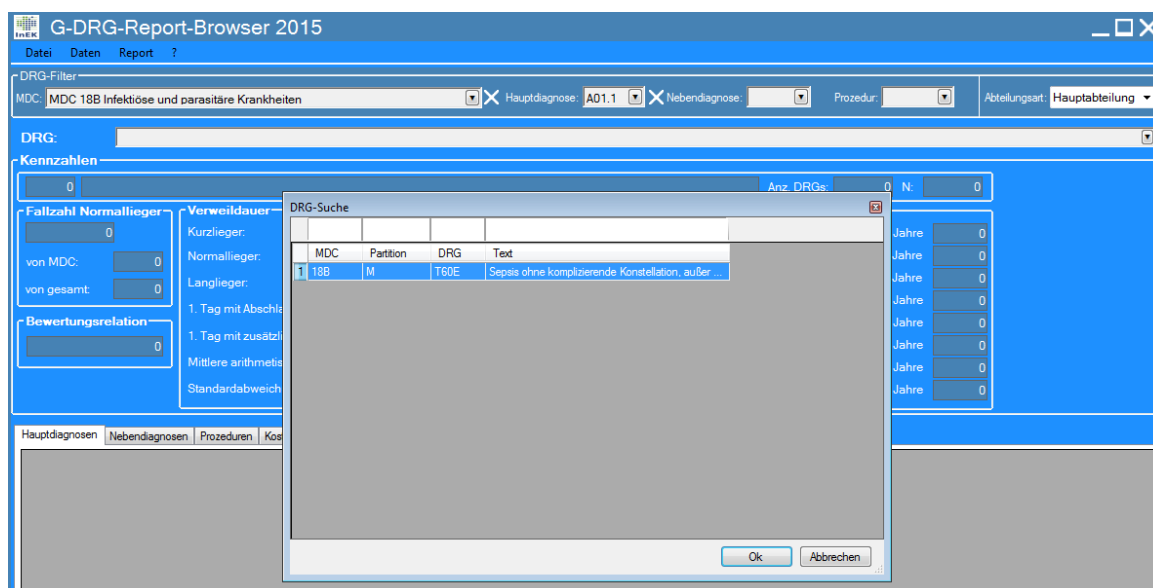 InEK G-DRG-Report-Browser 2015
Datei Daten Report ?
DRG-Filter
MDC: MDC 18B Infektiöse und parasitäre Krankheiten Hauptdiagnose: A01.1 Nebendiagnose: Prozedur: Abteilungsart: Hauptabteilung
DRG:
Kennzahlen
0 Anz. DRGs: 0 N: 0
Fallzahl Normallieger
0
von MDC: 0
von gesamt: 0
Bewertungsrelation
0
Verweildauer
Kurzlieger:
Normallieger:
Langlieger:
1. Tag mit Abschla
1. Tag mit zusätzli
Mittlere arithmetis
Standardabweich
DRG-Suche
MDC Partition DRG Text
1 18B M T60E Sepsis ohne komplizierende Konstellation, außer ...
Ok Abbrechen
Jahre 0
Jahre 0
Jahre 0
Jahre 0
Jahre 0
Jahre 0
Jahre 0
Jahre 0
Hauptdiagnosen Nebendiagnosen Prozeduren Kos